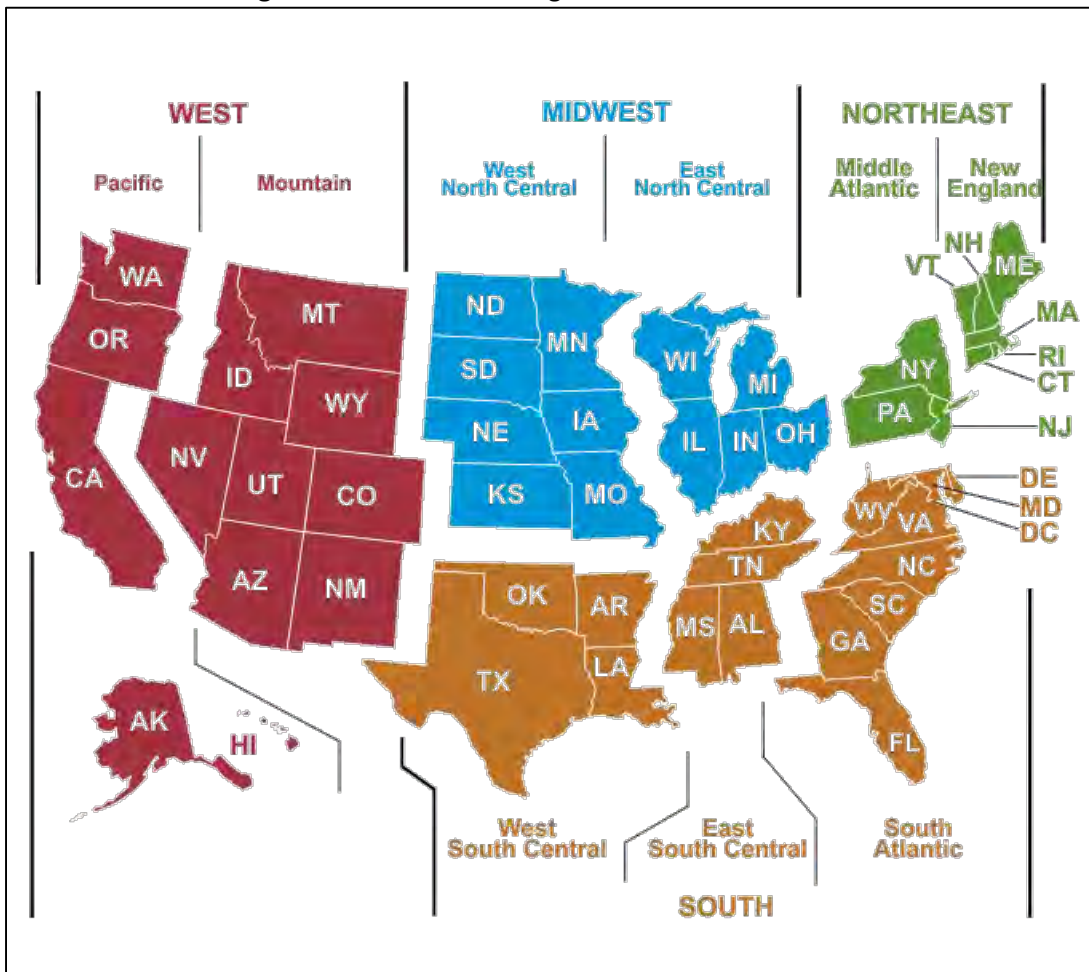 WEST
MIDWEST
NORTHEAST
Pacific
Mountain
West
North Central
East
North Central
Middle
Atlantic
New
England
WA
OR
CA
MT
ID
WY
NV
UT
CO
AZ
NM
AK
HI
ND
SD
NE
KS
MN
IA
MO
WI
MI
IL
IN
OH
NH
VT
ME
MA
RI
CT
NY
PA
NJ
DE
MD
DC
WV
VA
KY
TN
NC
SC
GA
FL
OK
AR
TX
LA
MS
AL
West
South Central
East
South Central
South
Atlantic
SOUTH